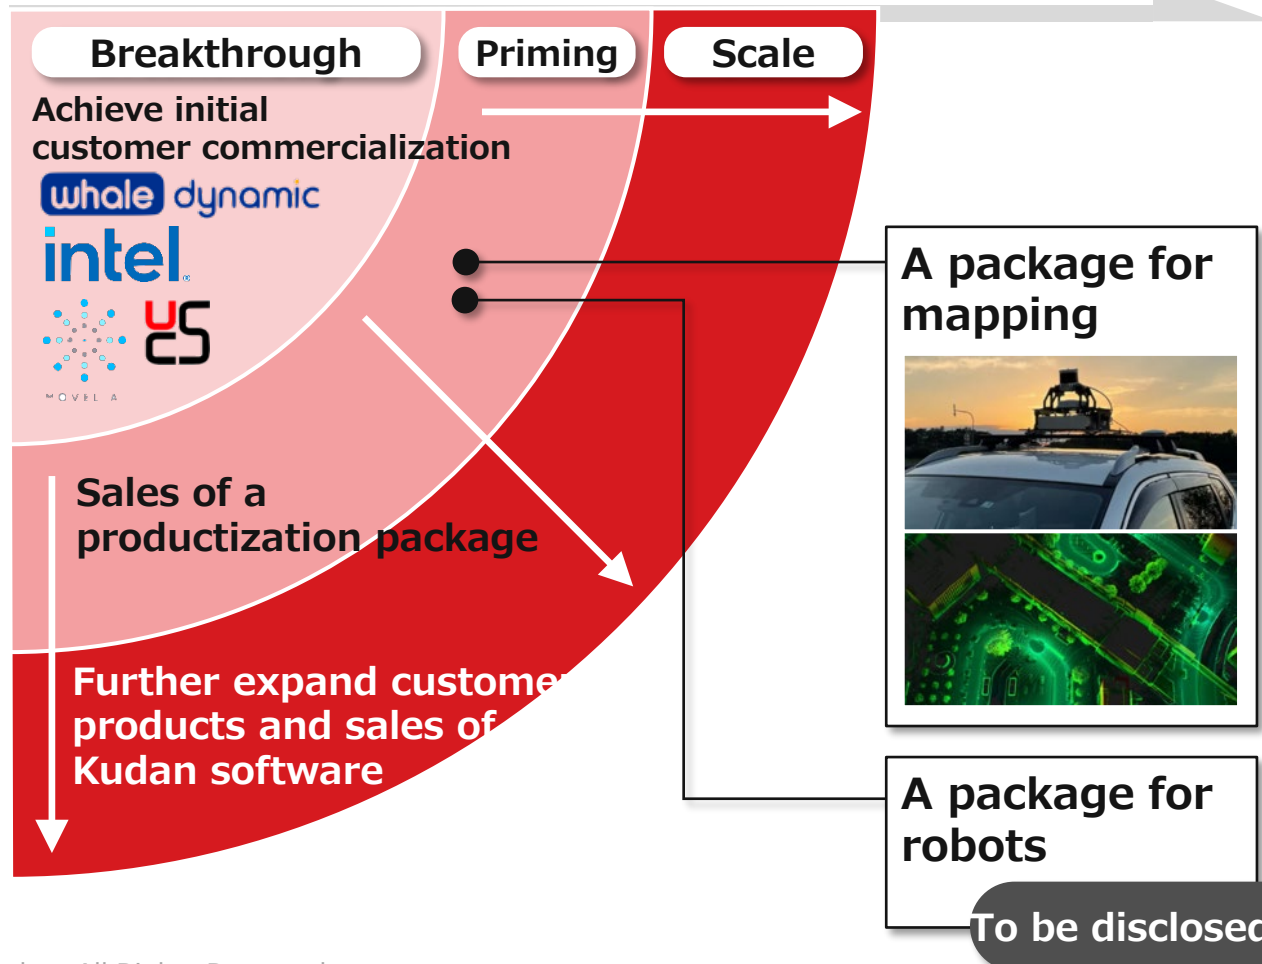 Breakthrough
Priming
Scale
Achieve initial
customer commercialization
whale dynamic
intel
MOVEL A
Sales of a
productization package
Further expand custome
products and sales of
Kudan software
A package for
mapping
A package for
robots
To be disclosed